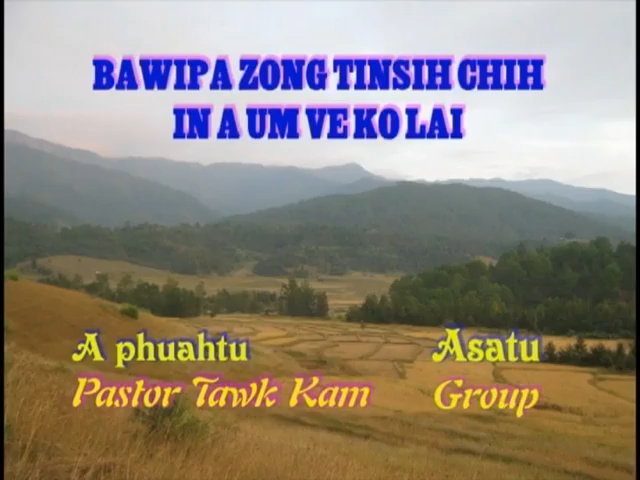 BAWIPA ZONG TINSIH CHIH
IN A UM VE KO LAI
A phuahtu
Pastor Tawk Kam
Asatu
Group